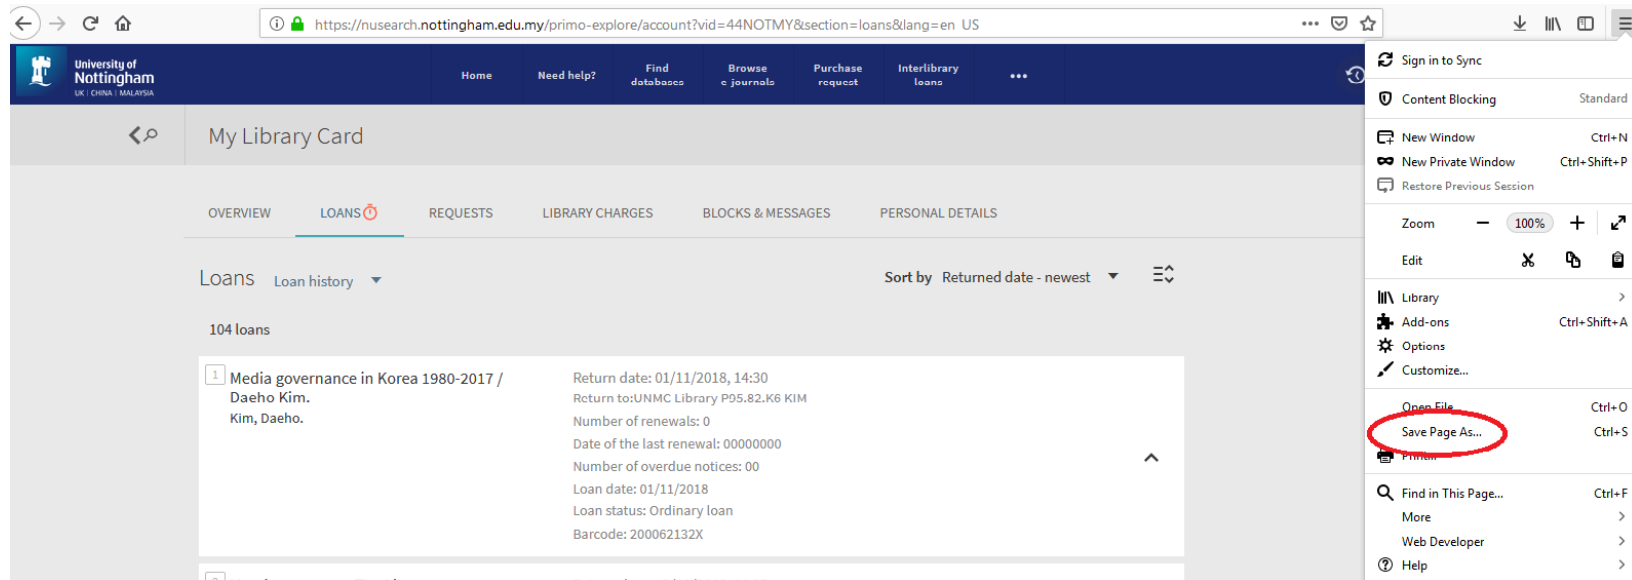 https://nusearch.nottingham.edu.my/primo-explore/account?vid=44NOTMY&section=loans&lang=en US
University of
Nottingham
UK | CHINA | MALAYSIA
Home
Need help?
Find
databases
Browse
e journals
Purchase
request
Interlibrary
loans
My Library Card
OVERVIEW
LOANS
REQUESTS
LIBRARY CHARGES
BLOCKS & MESSAGES
PERSONAL DETAILS
Loans Loan history
Sort by Returned date - newest
104 loans
1
Media governance in Korea 1980-2017 /
Daeho Kim.
Kim, Daeho.
Return date: 01/11/2018, 14:30
Return to:UNMC Library P95.82.K6 KIM
Number of renewals: 0
Date of the last renewal: 00000000
Number of overdue notices: 00
Loan date: 01/11/2018
Loan status: Ordinary loan
Barcode: 200062132X
Sign in to Sync
Content Blocking Standard
New Window Ctrl+N
New Private Window Ctrl+Shift+P
Restore Previous Session
Zoom 100%
Edit
Library
Add-ons Ctrl+Shift+A
Options
Customize...
Open File Ctrl+O
Save Page As... Ctrl+S
Print...
Find in This Page... Ctrl+F
More
Web Developer
Help